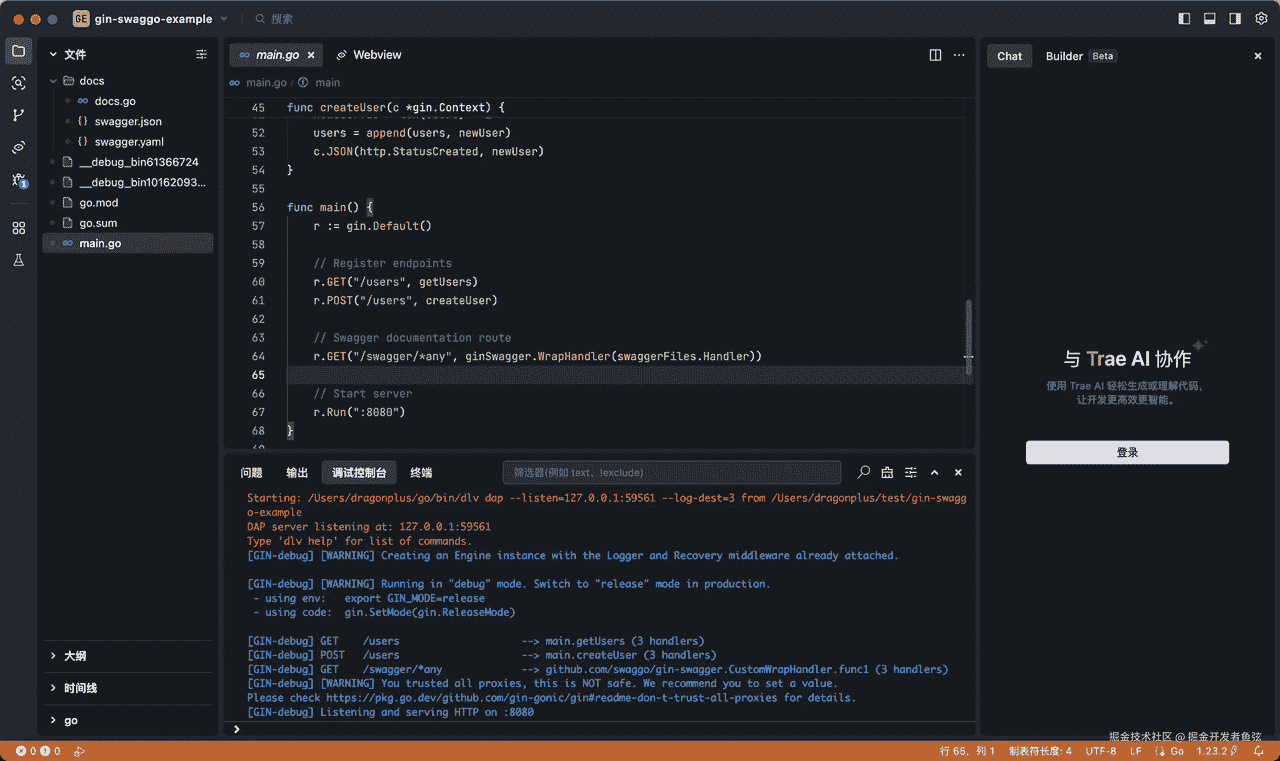 GE gin-swaggo-example
搜索
文件
docs
docs.go
{} swagger.json
{} swagger.yaml
__debug_bin61366724
__debug_bin10162093...
go.mod
go.sum
main.go
1
大纲
时间线
go
main.go ×
Webview
main.go / main
45 func createUser(c *gin.Context) {
52 users = append(users, newUser)
53 c.JSON(http.StatusCreated, newUser)
54 }
55
56 func main() {
57 r := gin.Default()
58
59 // Register endpoints
60 r.GET("/users", getUsers)
61 r.POST("/users", createUser)
62
63 // Swagger documentation route
64 r.GET("/swagger/*any", ginSwagger.WrapHandler(swaggerFiles.Handler))
65
66 // Start server
67 r.Run(":8080")
68 }
问题 输出 调试控制台 终端 筛选器(例如 text、!exclude)
Starting: /Users/dragonplus/go/bin/dlv dap --listen=127.0.0.1:59561 --log-dest=3 from /Users/dragonplus/test/gin-swagg
o-example
DAP server listening at: 127.0.0.1:59561
Type 'dlv help' for list of commands.
[GIN-debug] [WARNING] Creating an Engine instance with the Logger and Recovery middleware already attached.
[GIN-debug] [WARNING] Running in "debug" mode. Switch to "release" mode in production.
- using env: export GIN_MODE=release
- using code: gin.SetMode(gin.ReleaseMode)
[GIN-debug] GET /users --> main.getUsers (3 handlers)
[GIN-debug] POST /users --> main.createUser (3 handlers)
[GIN-debug] GET /swagger/*any --> github.com/swaggo/gin-swagger.CustomWrapHandler.func1 (3 handlers)
[GIN-debug] [WARNING] You trusted all proxies, this is NOT safe. We recommend you to set a value.
Please check https://pkg.go.dev/github.com/gin-gonic/gin#readme-don-t-trust-all-proxies for details.
[GIN-debug] Listening and serving HTTP on :8080
Chat Builder Beta
与 Trae AI 协作
使用 Trae AI 轻松生成或理解代码,
让开发更高效更智能。
登录
掘金技术社区 @ 掘金开发者鱼弦
0 0
行 65, 列 1 制表符长度: 4 UTF-8 LF Go 1.23.2